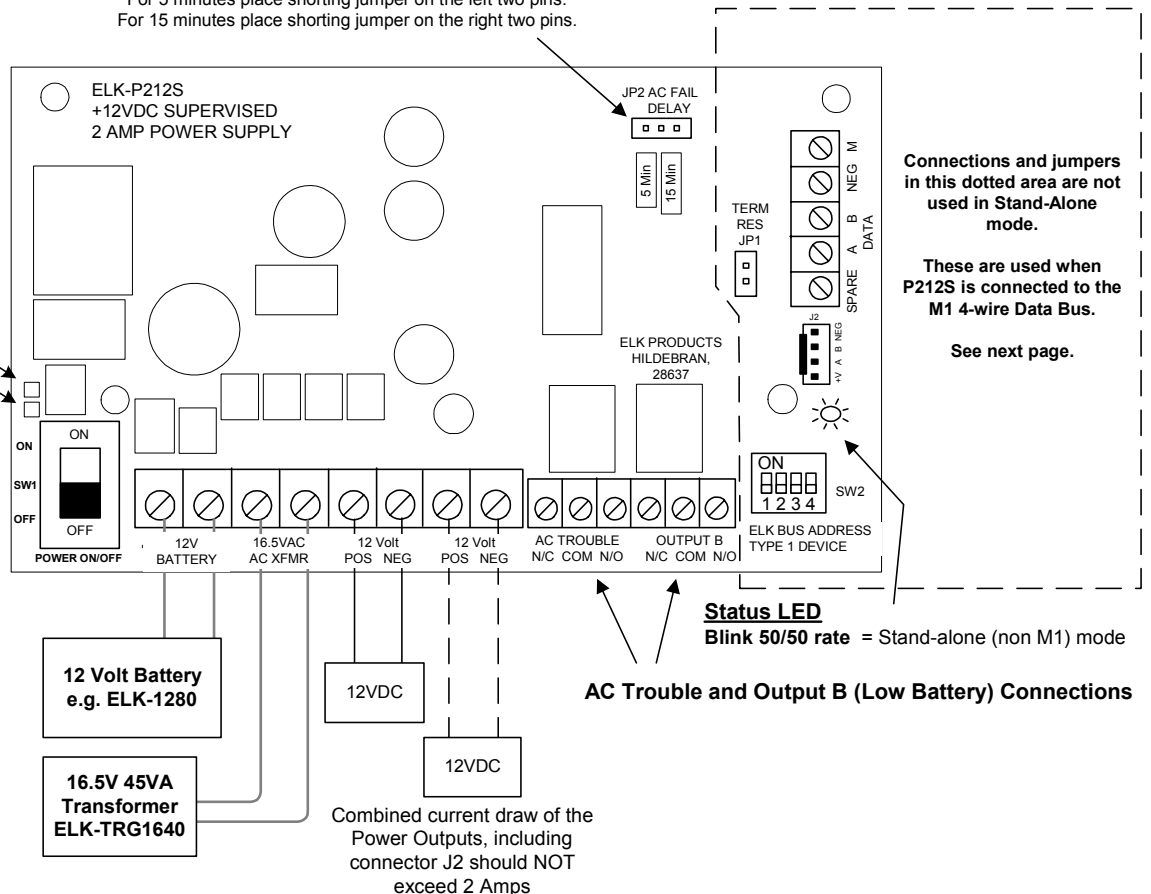 For 5 minutes place shorting jumper on the left two pins.
For 15 minutes place shorting jumper on the right two pins.
ELK-P212S
+12VDC SUPERVISED
2 AMP POWER SUPPLY
JP2 AC FAIL
DELAY
5 Min
15 Min
TERM
RES
JP1
M
NEG
B
A
SPARE
DATA
J2
NEG
B
A
+V
Connections and jumpers
in this dotted area are not
used in Stand-Alone
mode.
These are used when
P212S is connected to the
M1 4-wire Data Bus.
See next page.
ELK PRODUCTS
HILDEBRAN,
28637
ON
SW1
OFF
ON
OFF
POWER ON/OFF
12V
BATTERY
16.5VAC
AC XFMR
12 Volt
POS NEG
12 Volt
POS NEG
AC TROUBLE
N/C COM N/O
OUTPUT B
N/C COM N/O
ON
1 2 3 4
SW2
ELK BUS ADDRESS
TYPE 1 DEVICE
Status LED
Blink 50/50 rate = Stand-alone (non M1) mode
AC Trouble and Output B (Low Battery) Connections
12 Volt Battery
e.g. ELK-1280
12VDC
12VDC
16.5V 45VA
Transformer
ELK-TRG1640
Combined current draw of the
Power Outputs, including
connector J2 should NOT
exceed 2 Amps